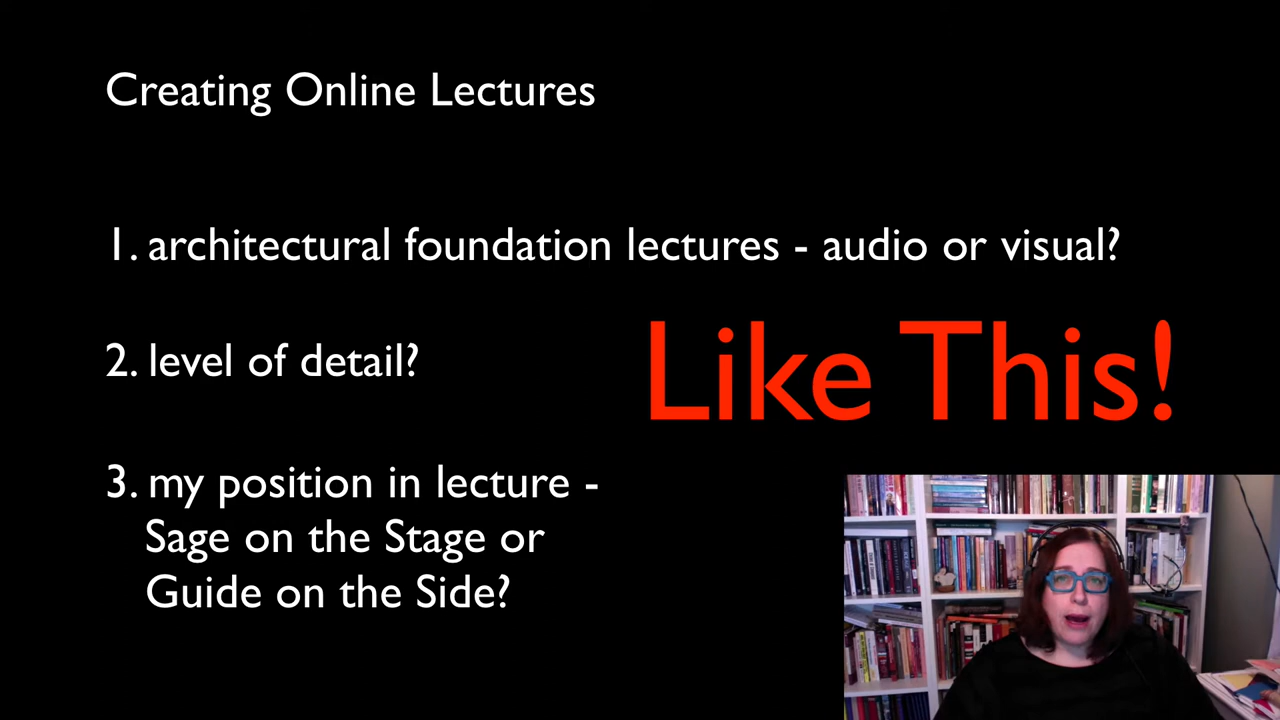 Creating Online Lectures
1. architectural foundation lectures - audio or visual?
2. level of detail?
Like This!
3. my position in lecture -
Sage on the Stage or
Guide on the Side?